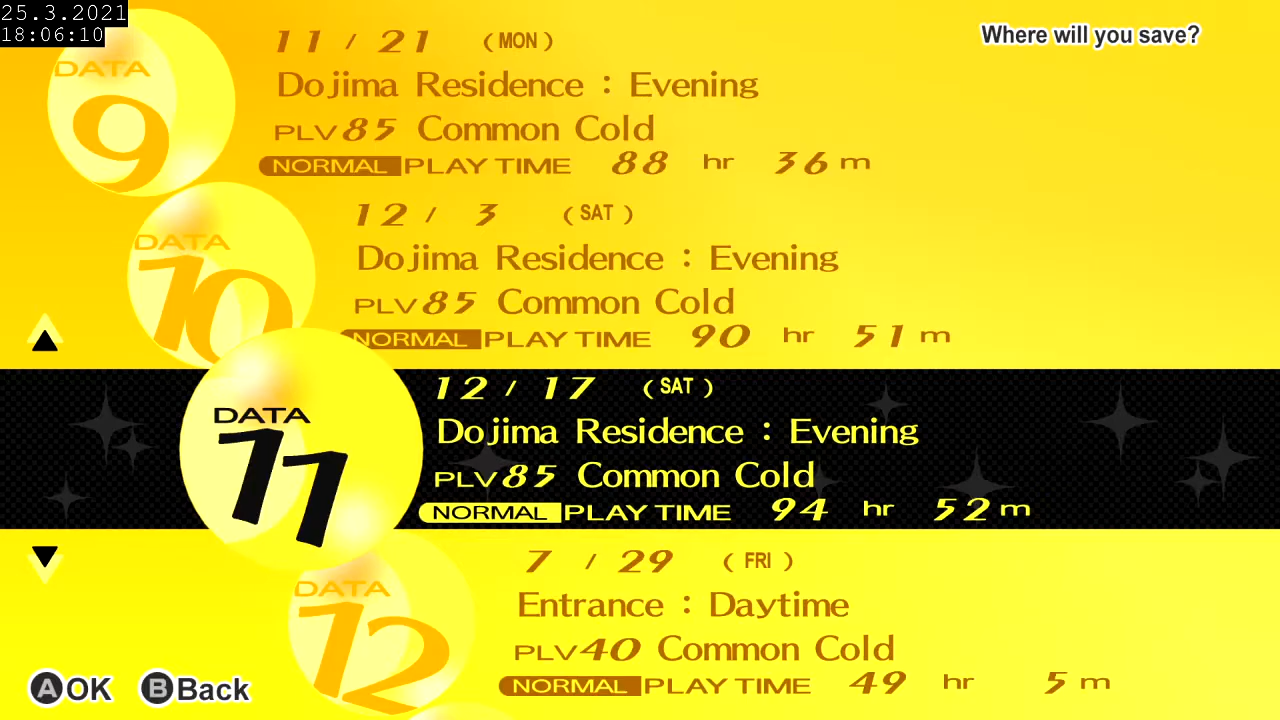 25.3.2021
18:06:10
Where will you save?
DATA
9
11 / 21 (MON)
Dojima Residence : Evening
PLV85 Common Cold
NORMAL PLAY TIME 88 hr 36 m
DATA
10
12 / 3 (SAT)
Dojima Residence : Evening
PLV85 Common Cold
NORMAL PLAY TIME 90 hr 51 m
DATA
11
12 / 17 (SAT)
Dojima Residence : Evening
PLV85 Common Cold
NORMAL PLAY TIME 94 hr 52 m
DATA
12
7 / 29 (FRI)
Entrance : Daytime
PLV40 Common Cold
NORMAL PLAY TIME 49 hr 5 m
A OK B Back